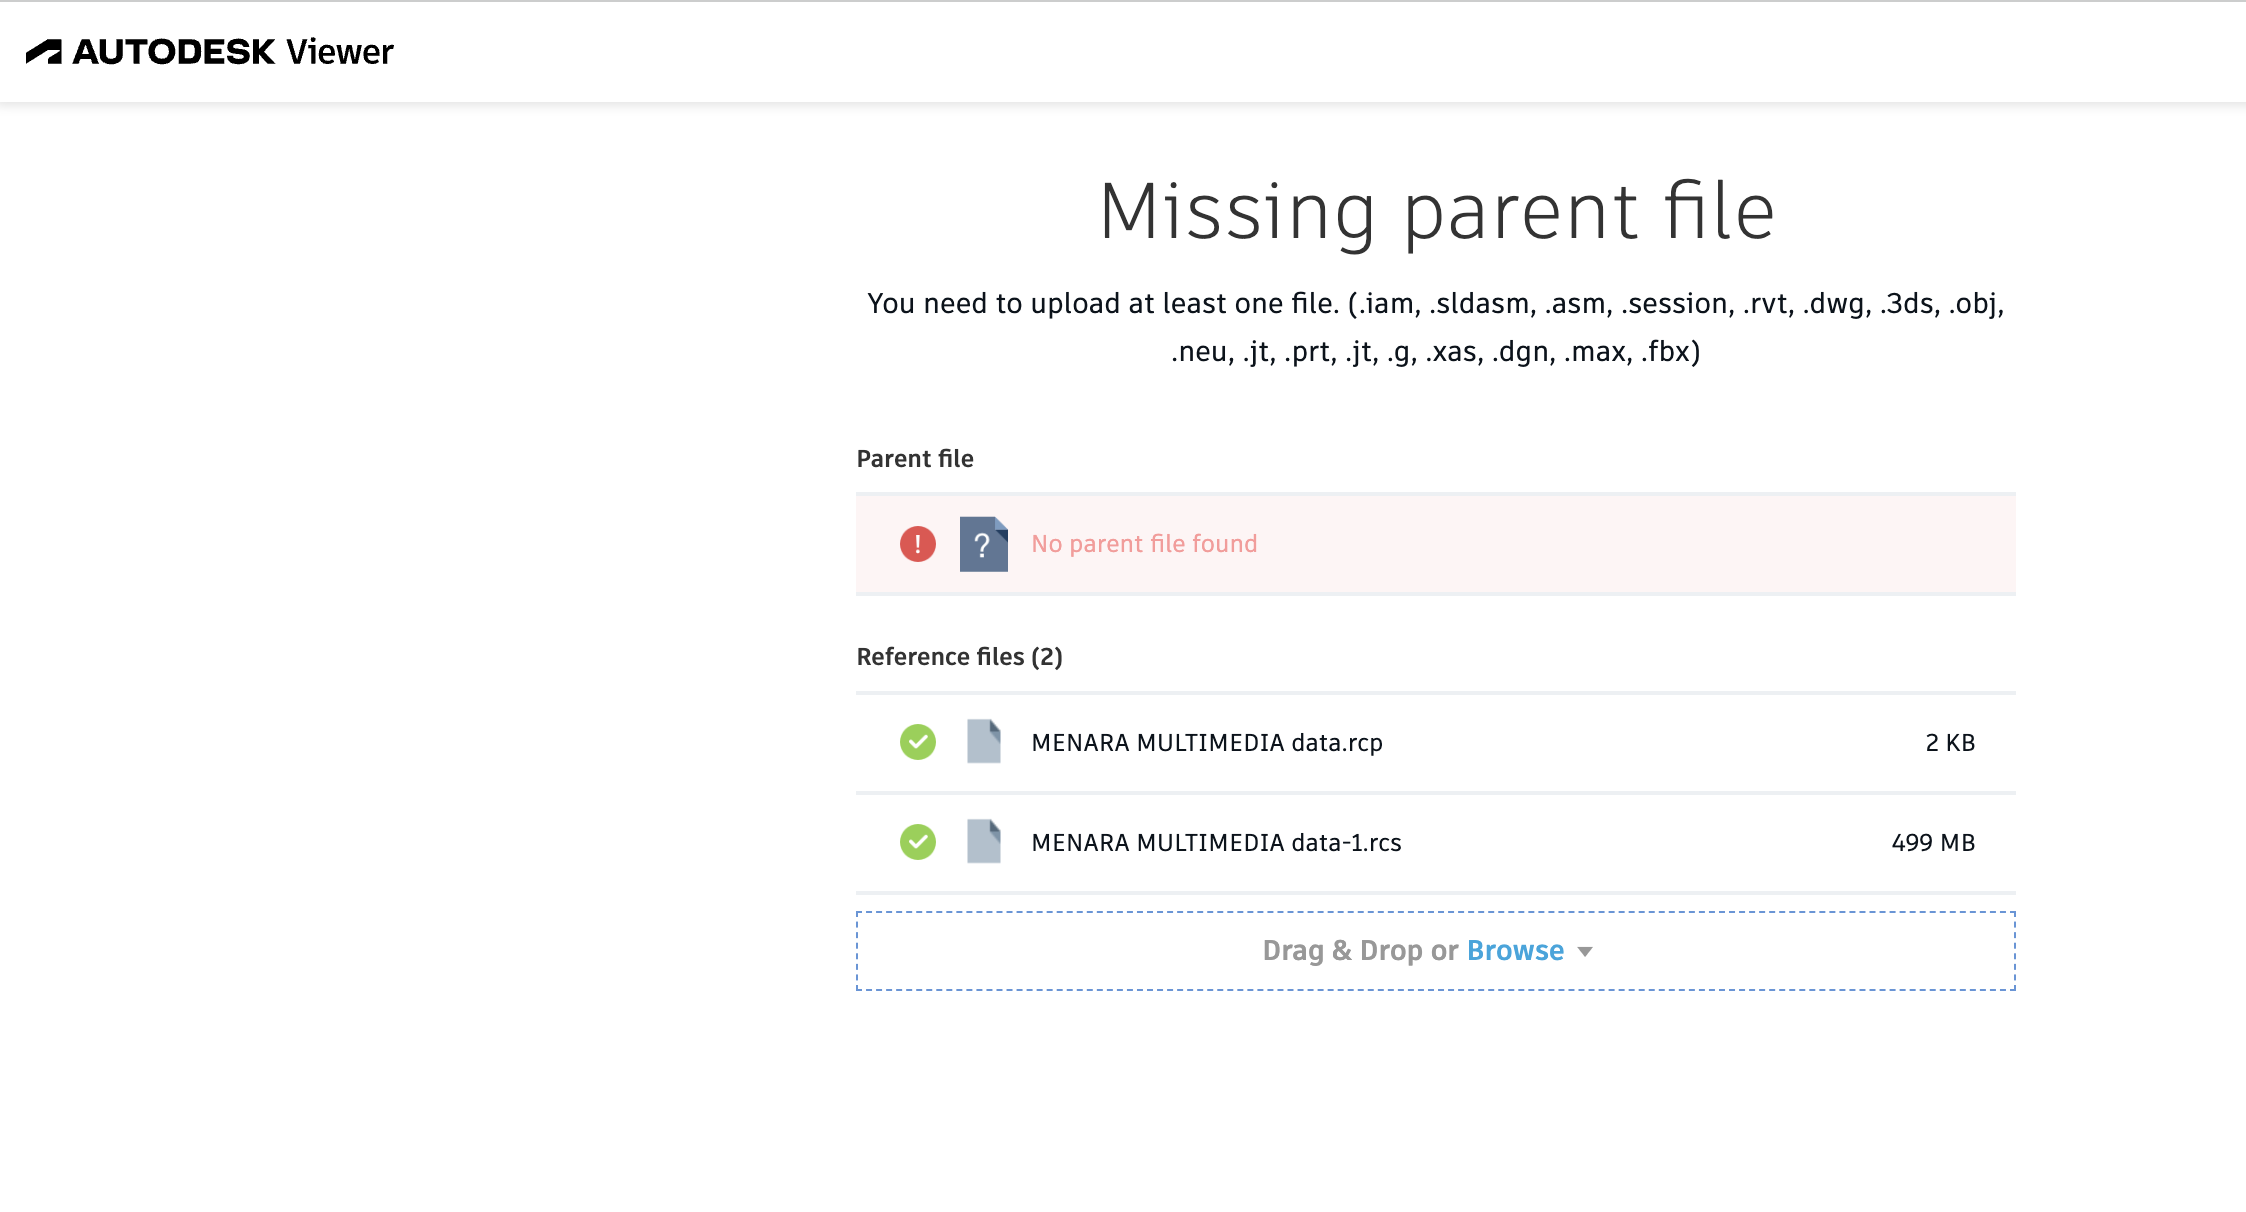 AUTODESK Viewer
Missing parent file
You need to upload at least one file. (.iam, .sldasm, .asm, .session, .rvt, .dwg, .3ds, .obj,
.neu, .jt, .prt, .jt, .g, .xas, .dgn, .max, .fbx)
Parent file
! ? No parent file found
Reference files (2)
MENARA MULTIMEDIA data.rcp 2 KB
MENARA MULTIMEDIA data-1.rcs 499 MB
Drag & Drop or Browse